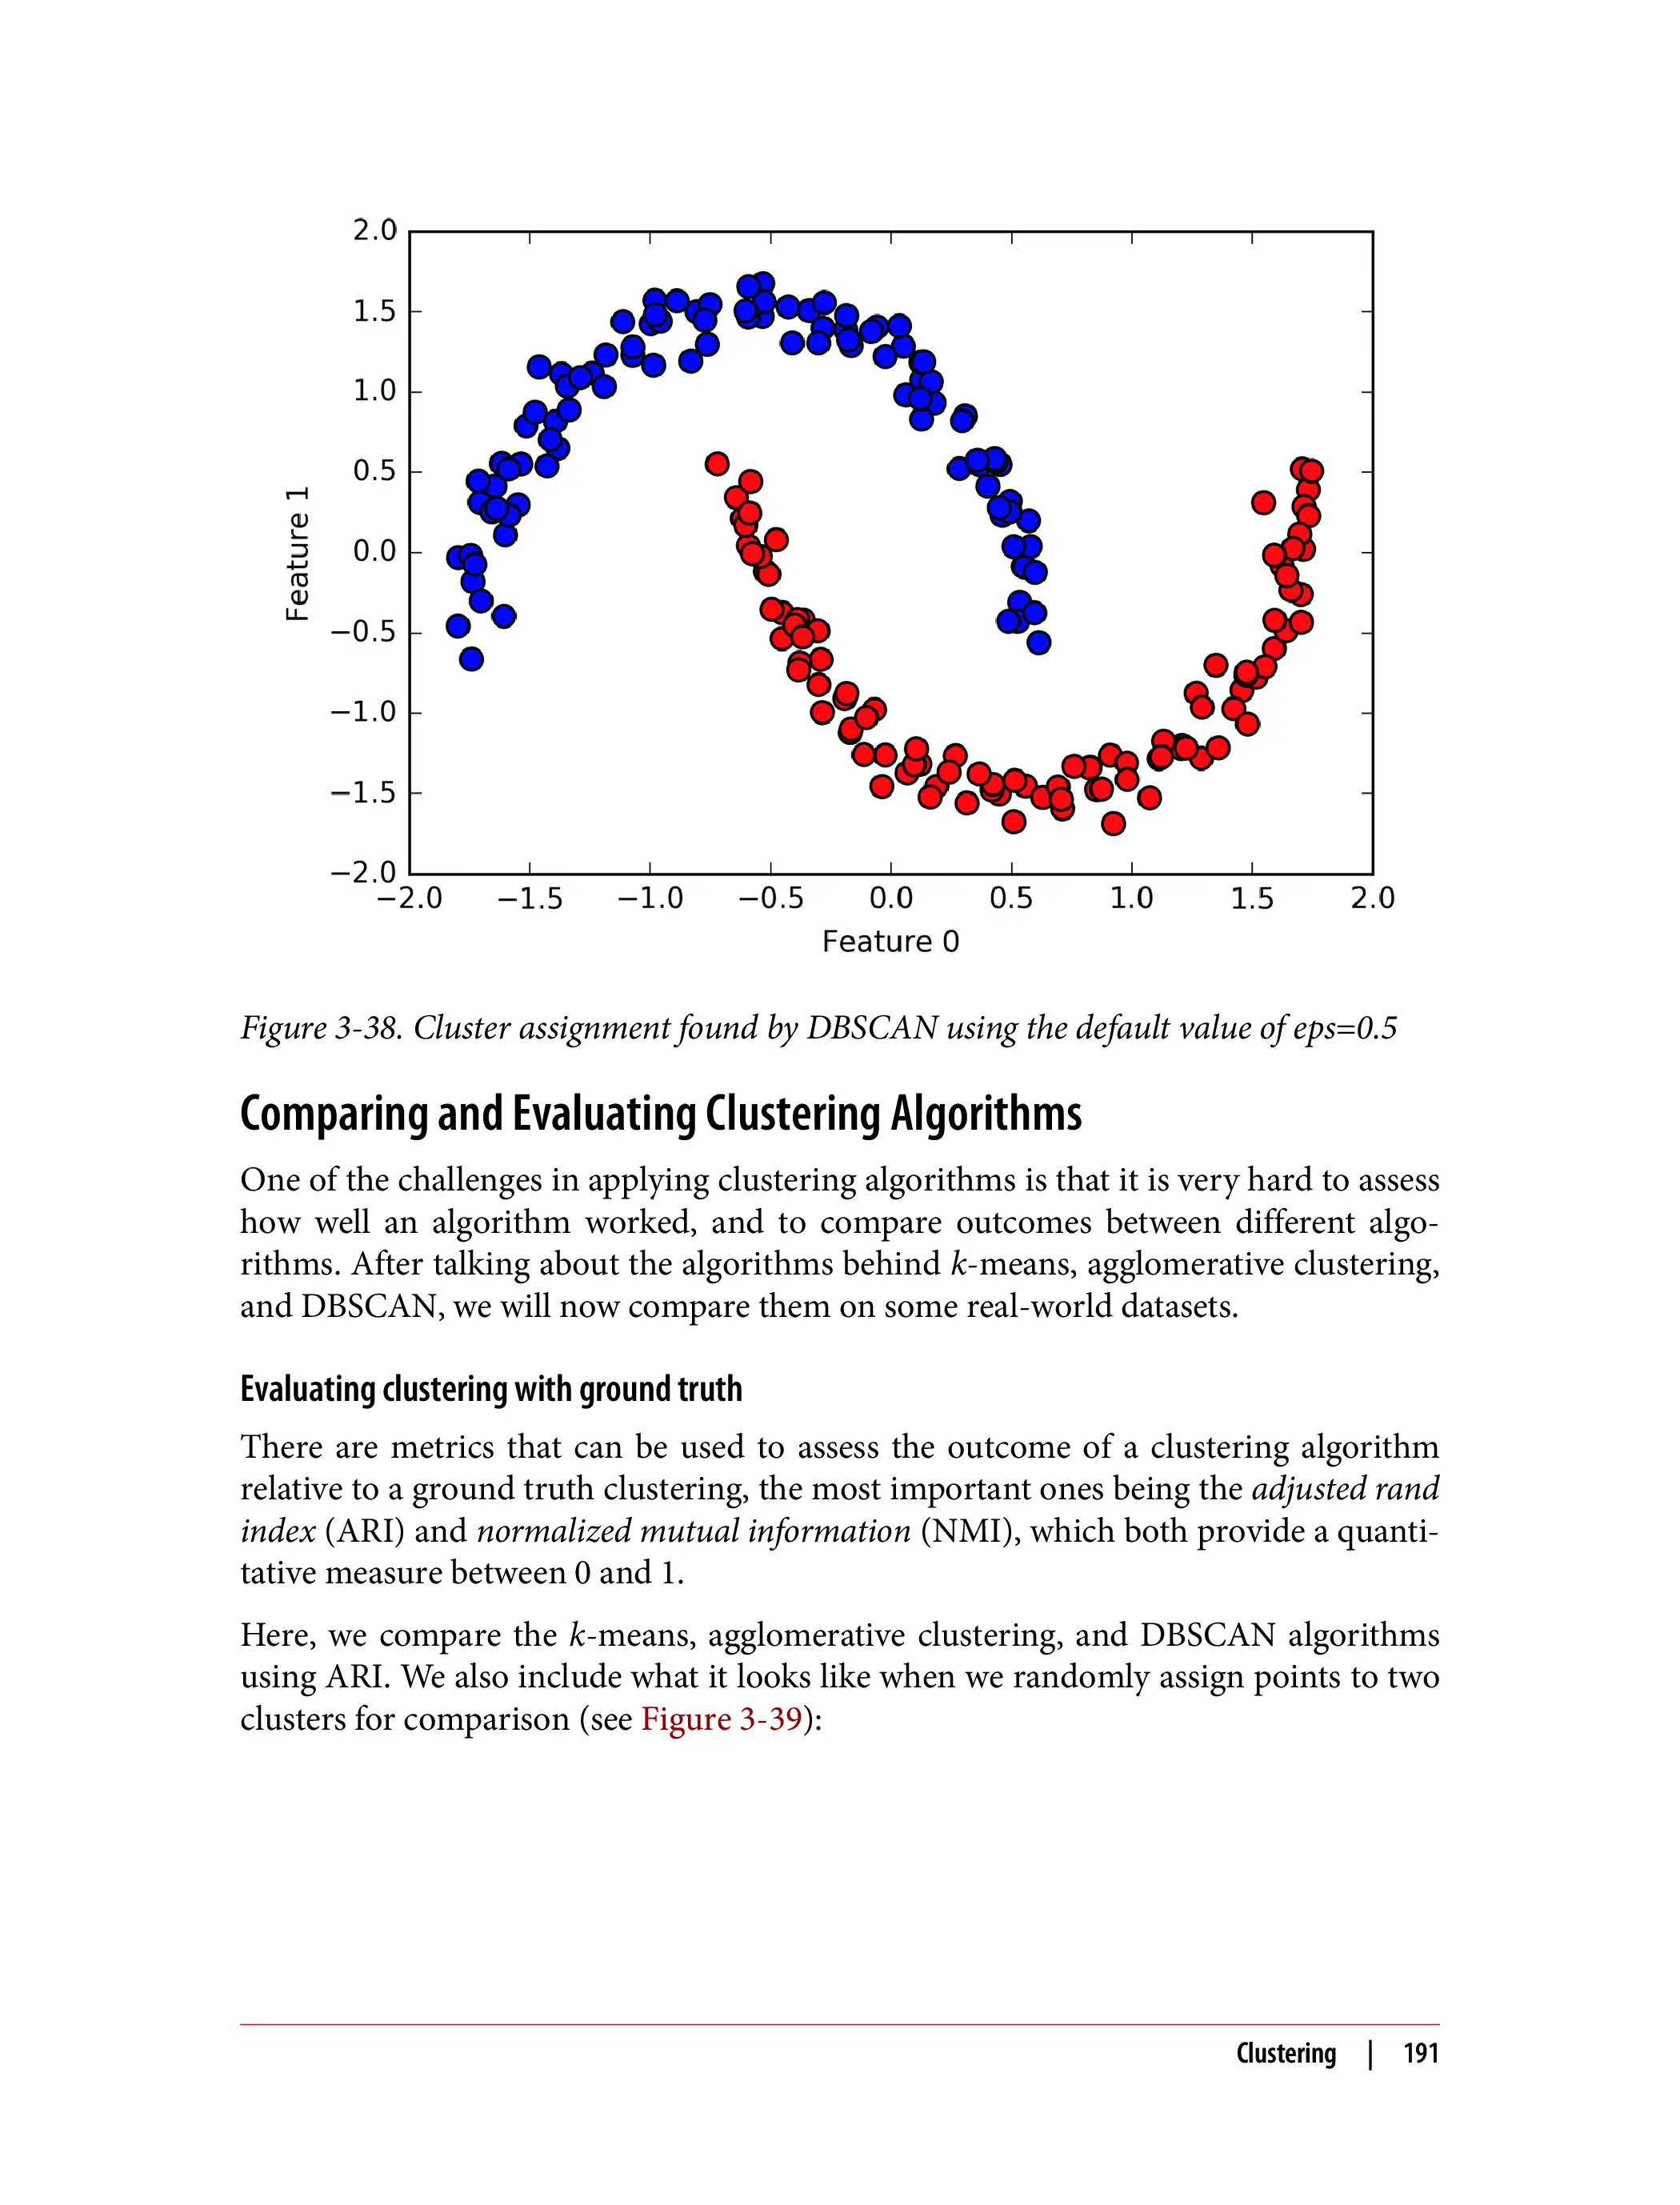 2.0
1.5
1.0
0.5
0.0
−0.5
−1.0
−1.5
−2.0
Feature 1
−2.0 −1.5 −1.0 −0.5 0.0 0.5 1.0 1.5 2.0
Feature 0
Figure 3-38. Cluster assignment found by DBSCAN using the default value of eps=0.5
Comparing and Evaluating Clustering Algorithms
One of the challenges in applying clustering algorithms is that it is very hard to assess
how well an algorithm worked, and to compare outcomes between different algo-
rithms. After talking about the algorithms behind k-means, agglomerative clustering,
and DBSCAN, we will now compare them on some real-world datasets.
Evaluating clustering with ground truth
There are metrics that can be used to assess the outcome of a clustering algorithm
relative to a ground truth clustering, the most important ones being the adjusted rand
index (ARI) and normalized mutual information (NMI), which both provide a quanti-
tative measure between 0 and 1.
Here, we compare the k-means, agglomerative clustering, and DBSCAN algorithms
using ARI. We also include what it looks like when we randomly assign points to two
clusters for comparison (see Figure 3-39):
Clustering | 191